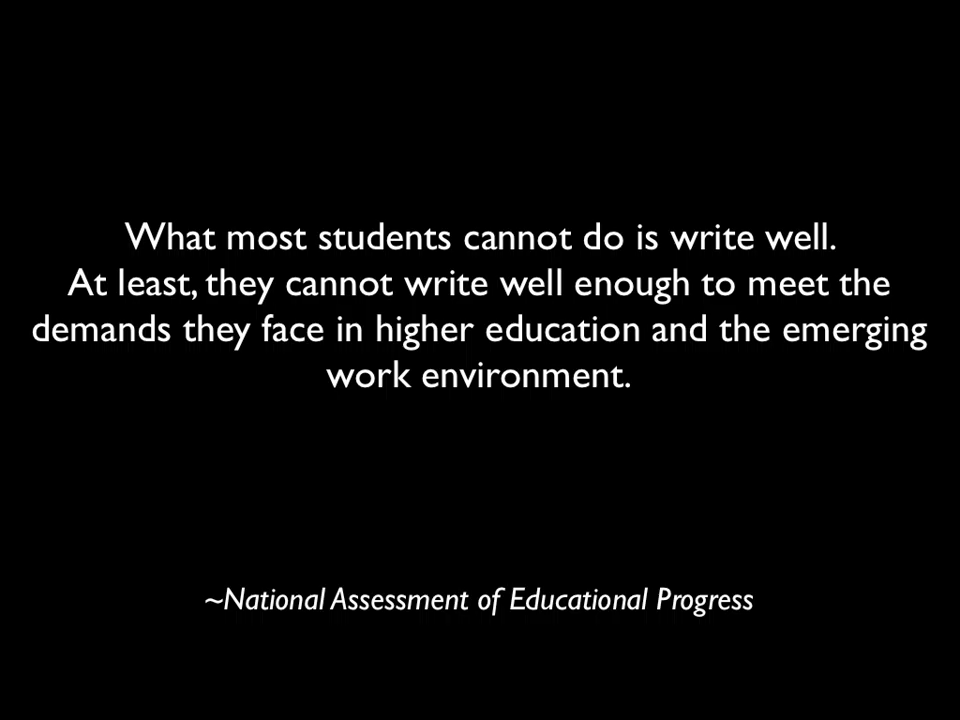 What most students cannot do is write well.
At least, they cannot write well enough to meet the
demands they face in higher education and the emerging
work environment.
~National Assessment of Educational Progress